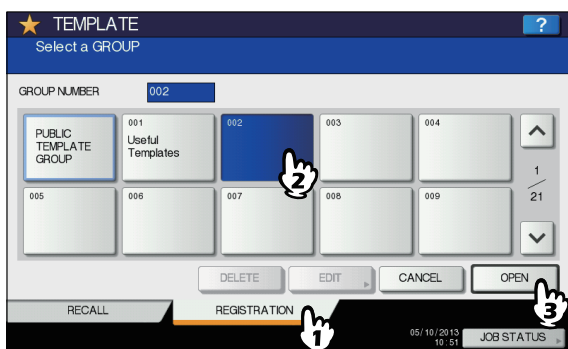 TEMPLATE
?
Select a GROUP
GROUP NUMBER
002
PUBLIC
TEMPLATE
GROUP
001
Useful
Templates
002
003
004
2
1
21
005
006
007
008
009
DELETE
EDIT
CANCEL
OPEN
RECALL
REGISTRATION
1
3
05/10/2013
10:51
JOB STATUS